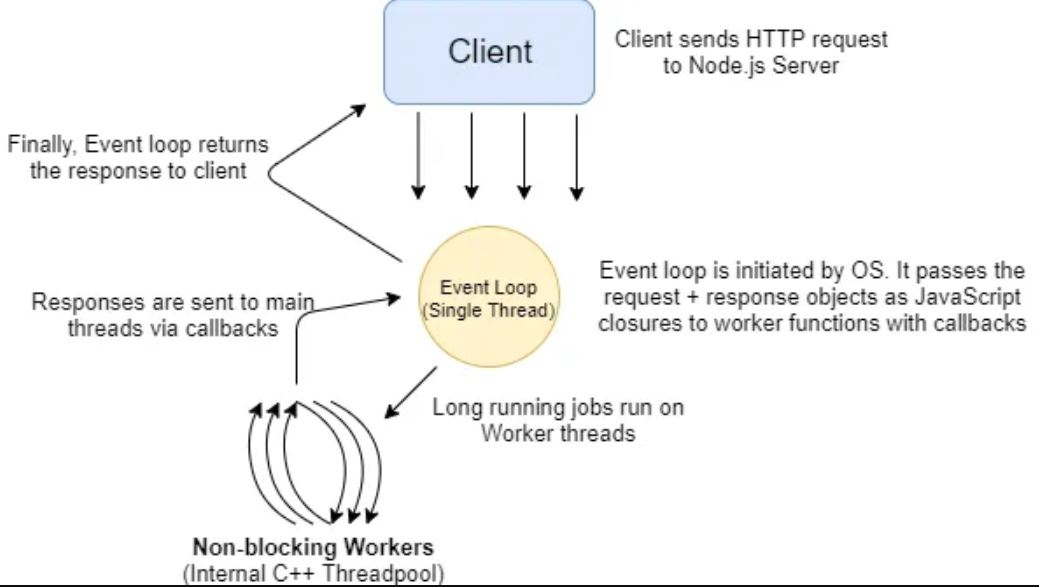 Client
Client sends HTTP request
to Node.js Server
Finally, Event loop returns
the response to client
Event Loop
(Single Thread)
Event loop is initiated by OS. It passes the
request + response objects as JavaScript
closures to worker functions with callbacks
Responses are sent to main
threads via callbacks
Long running jobs run on
Worker threads
Non-blocking Workers
(Internal C++ Threadpool)